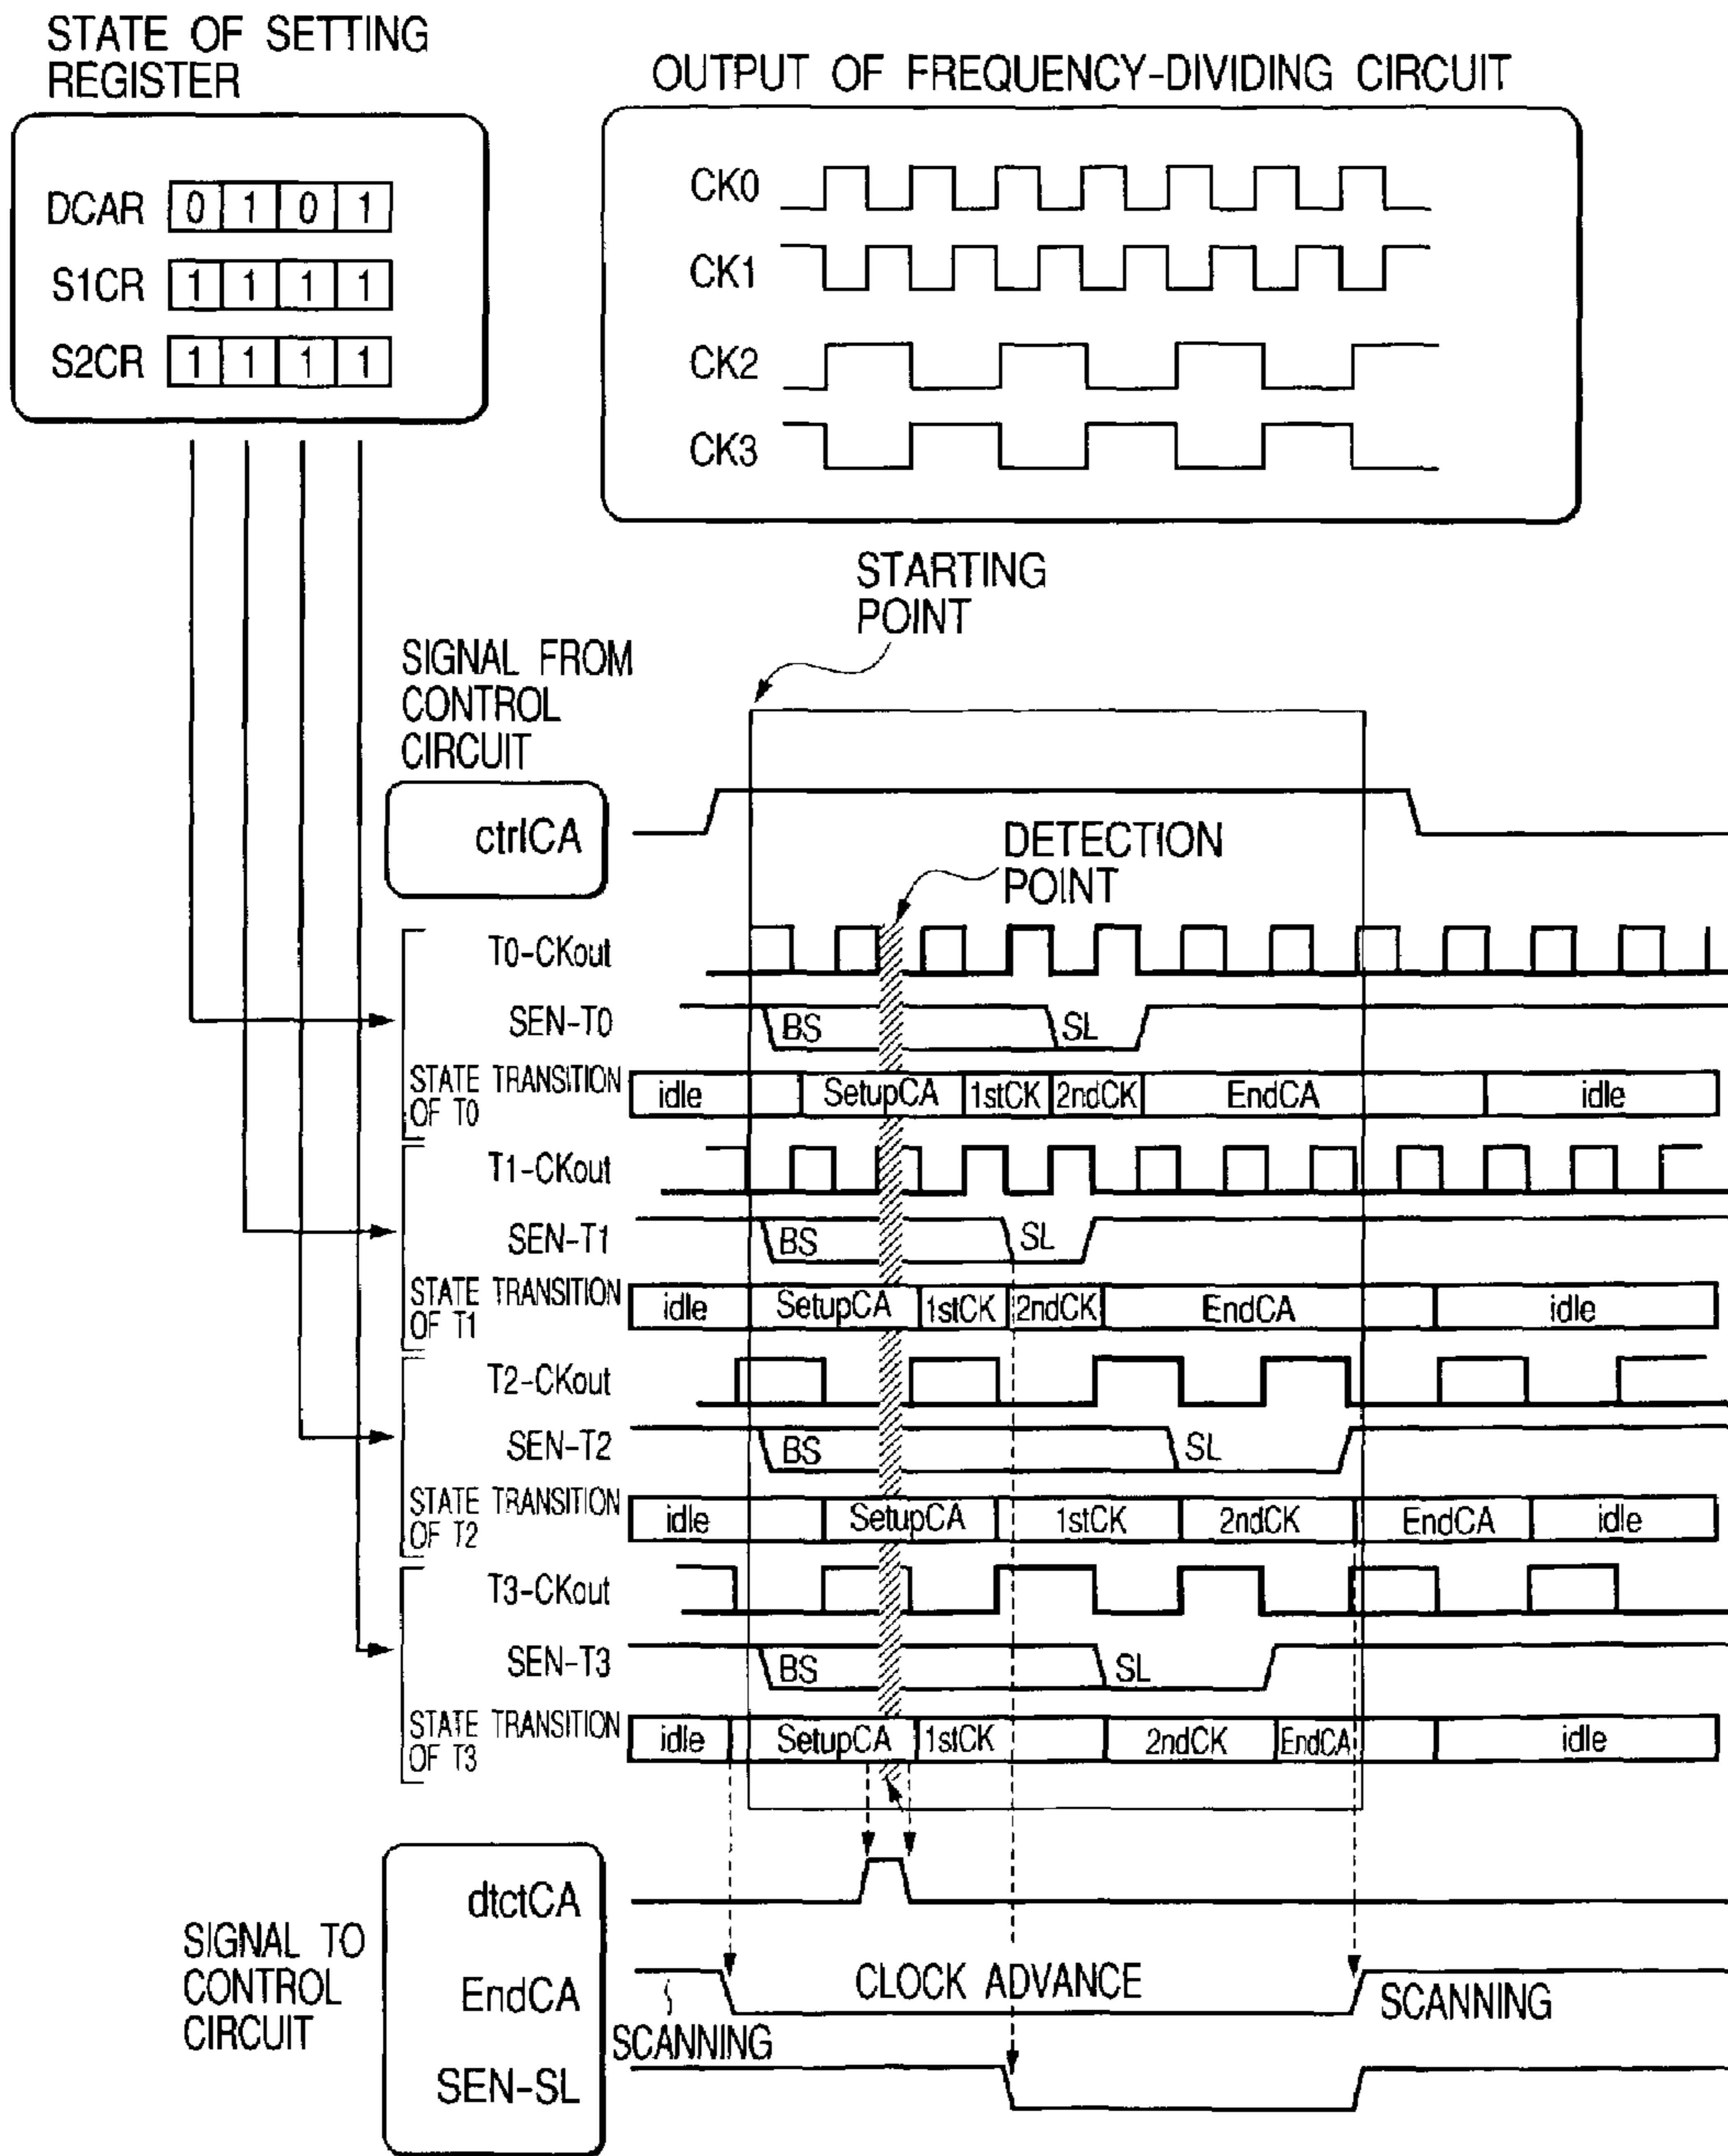 STATE OF SETTING
REGISTER
DCAR 0 1 0 1
S1CR 1 1 1 1
S2CR 1 1 1 1
OUTPUT OF FREQUENCY-DIVIDING CIRCUIT
CK0
CK1
CK2
CK3
STARTING
POINT
SIGNAL FROM
CONTROL
CIRCUIT
ctrlCA
DETECTION
POINT
T0-CKout
SEN-T0 BS SL
STATE TRANSITION
OF T0
idle SetupCA 1stCK 2ndCK EndCA idle
T1-CKout
SEN-T1 BS SL
STATE TRANSITION
OF T1
idle SetupCA 1stCK 2ndCK EndCA idle
T2-CKout
SEN-T2 BS SL
STATE TRANSITION
OF T2
idle SetupCA 1stCK 2ndCK EndCA idle
T3-CKout
SEN-T3 BS SL
STATE TRANSITION
OF T3
idle SetupCA 1stCK 2ndCK EndCA idle
SIGNAL TO
CONTROL
CIRCUIT
dtctCA
EndCA CLOCK ADVANCE SCANNING
SCANNING
SEN-SL